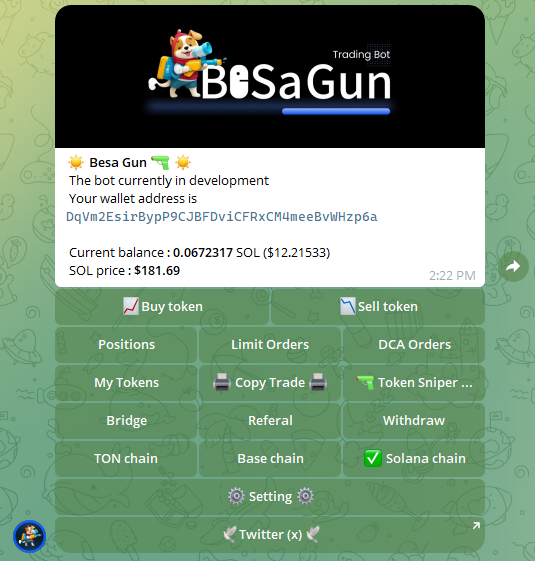 Trading Bot
BeSaGun
☀️ Besa Gun 🔫 ☀️
The bot currently in development
Your wallet address is
DqVm2EsirBypP9CJBFDviCFRxCM4meeBvWHzp6a
Current balance : 0.0672317 SOL ($12.21533)
SOL price : $181.69
2:22 PM
📈Buy token 📉Sell token
Positions Limit Orders DCA Orders
My Tokens 🖨 Copy Trade 🖨 🔫 Token Sniper ...
Bridge Referal Withdraw
TON chain Base chain ✅ Solana chain
⚙️ Setting ⚙️
🕊Twitter (x) 🕊